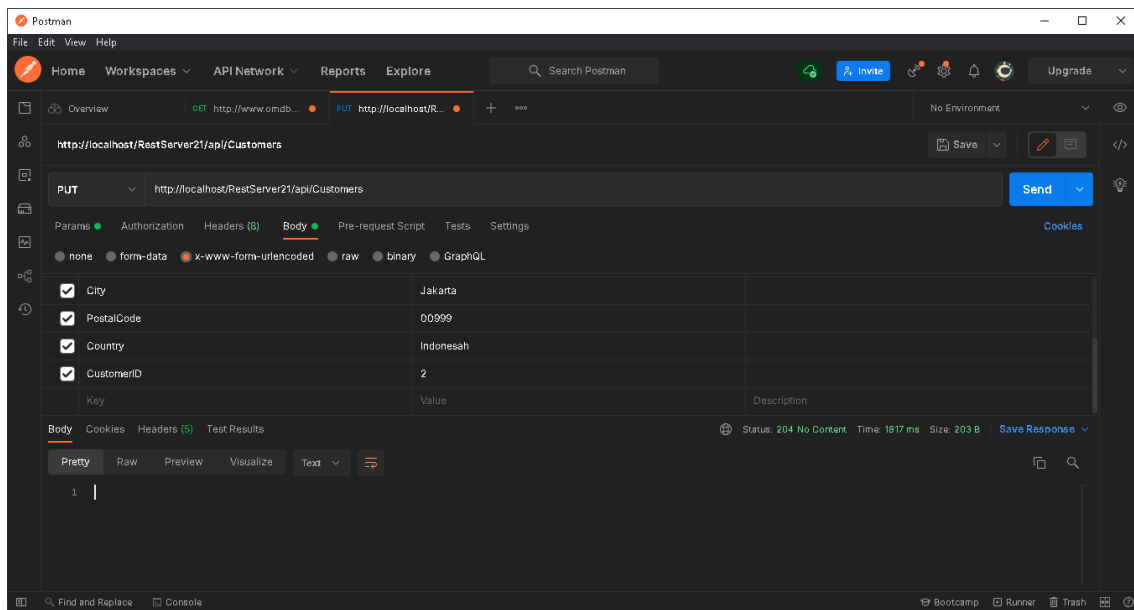 Postman
File Edit View Help
Home Workspaces API Network Reports Explore Search Postman Invite Upgrade
Overview GET http://www.omdb... PUT http://localhost/R... No Environment
http://localhost/RestServer21/api/Customers Save
PUT http://localhost/RestServer21/api/Customers Send
Params Authorization Headers (8) Body Pre-request Script Tests Settings Cookies
none form-data x-www-form-urlencoded raw binary GraphQL
City Jakarta
PostalCode 00999
Country Indonesah
CustomerID 2
Key Value Description
Body Cookies Headers (5) Test Results Status: 204 No Content Time: 1817 ms Size: 203 B Save Response
Pretty Raw Preview Visualize Text
1
Find and Replace Console Bootcamp Runner Trash